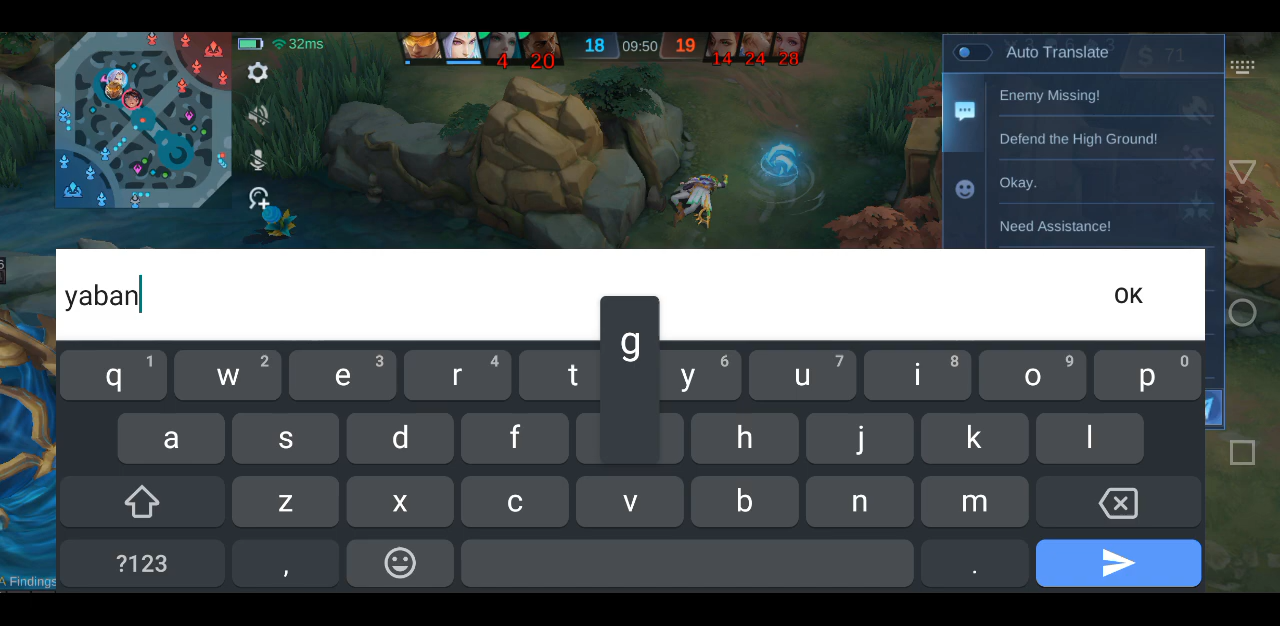 32ms
4
20
18
09:50
19
14
24
28
Auto Translate
71
Enemy Missing!
Defend the High Ground!
Okay.
Need Assistance!
yaban
OK
g
q 1
w 2
e 3
r 4
t
y 6
u 7
i 8
o 9
p 0
a s d f h j k l
z x c v b n m
?123 , .
A Findings